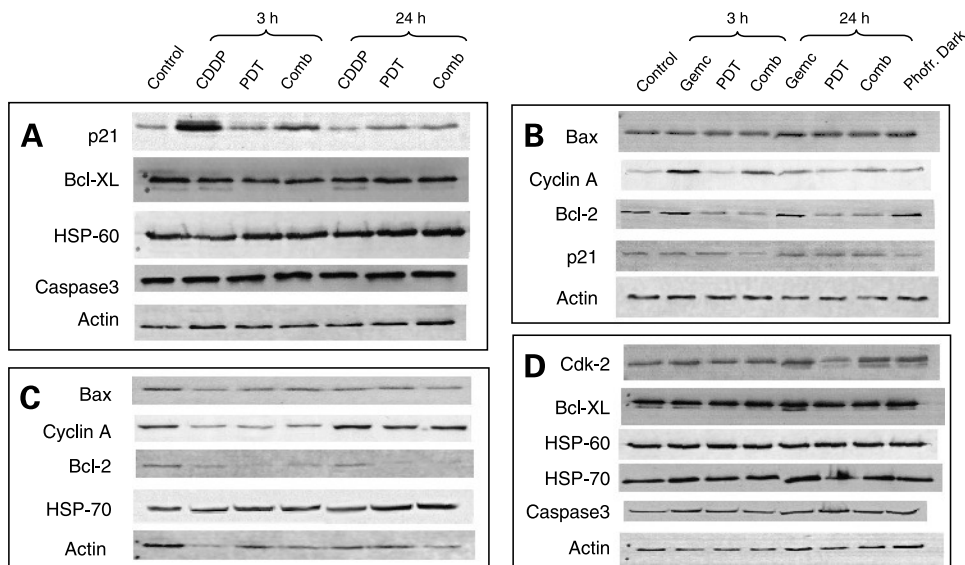 3 h
24 h
Control
CDDP
PDT
Comb
CDDP
PDT
Comb
A
p21
Bcl-XL
HSP-60
Caspase3
Actin
C
Bax
Cyclin A
Bcl-2
HSP-70
Actin
3 h
24 h
Control
Gemc
PDT
Comb
Gemc
PDT
Comb
Phofr. Dark
B
Bax
Cyclin A
Bcl-2
p21
Actin
D
Cdk-2
Bcl-XL
HSP-60
HSP-70
Caspase3
Actin